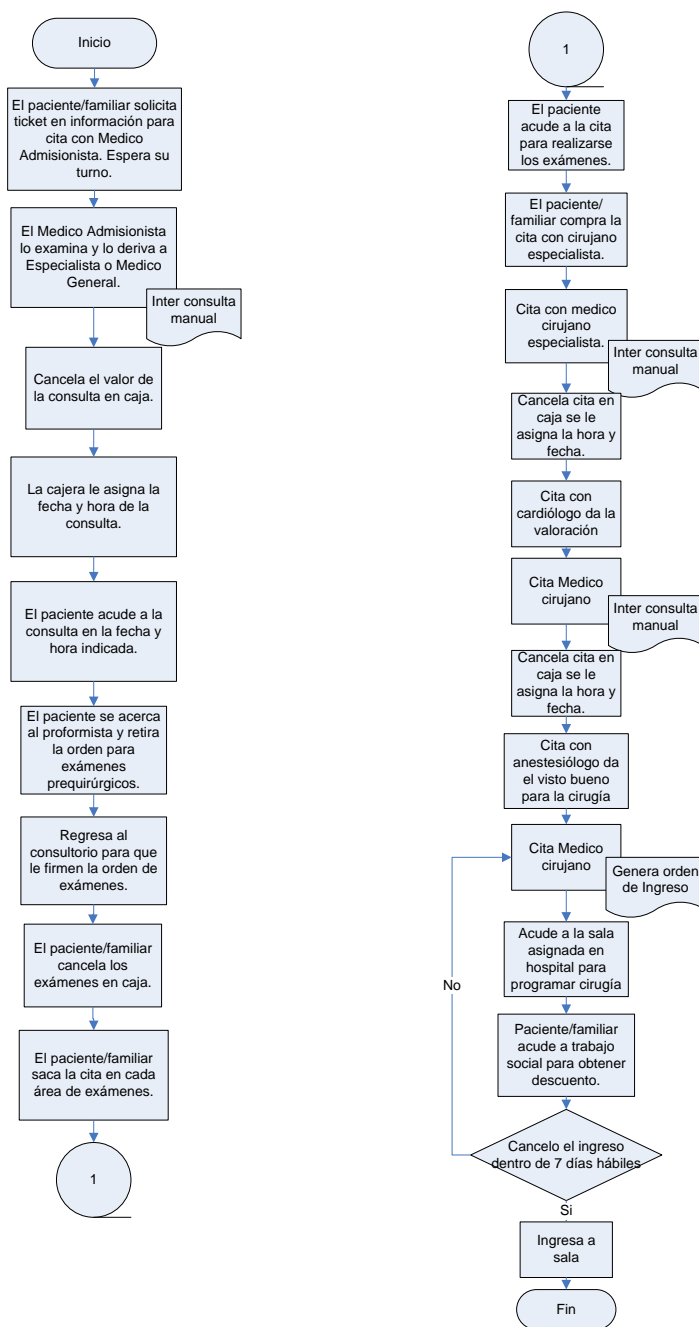 Inicio
El paciente/familiar solicita
ticket en información para
cita con Medico
Admisionista. Espera su
turno.
El Medico Admisionista
lo examina y lo deriva a
Especialista o Medico
General.
Inter consulta
manual
Cancela el valor de
la consulta en caja.
La cajera le asigna la
fecha y hora de la
consulta.
El paciente acude a la
consulta en la fecha y
hora indicada.
El paciente se acerca
al proformista y retira
la orden para
exámenes
prequirúrgicos.
Regresa al
consultorio para que
le firmen la orden de
exámenes.
El paciente/familiar
cancela los
exámenes en caja.
El paciente/familiar
saca la cita en cada
área de exámenes.
1
1
El paciente
acude a la cita
para realizarse
los exámenes.
El paciente/
familiar compra la
cita con cirujano
especialista.
Cita con medico
cirujano
especialista.
Inter consulta
manual
Cancela cita en
caja se le
asigna la hora y
fecha.
Cita con
cardiólogo da la
valoración
Cita Medico
cirujano
Inter consulta
manual
Cancela cita en
caja se le
asigna la hora y
fecha.
Cita con
anestesiólogo da
el visto bueno
para la cirugía
Cita Medico
cirujano
Genera orden
de Ingreso
Acude a la sala
asignada en
hospital para
programar cirugía
No
Paciente/familiar
acude a trabajo
social para obtener
descuento.
Cancelo el ingreso
dentro de 7 días hábiles
Si
Ingresa a
sala
Fin